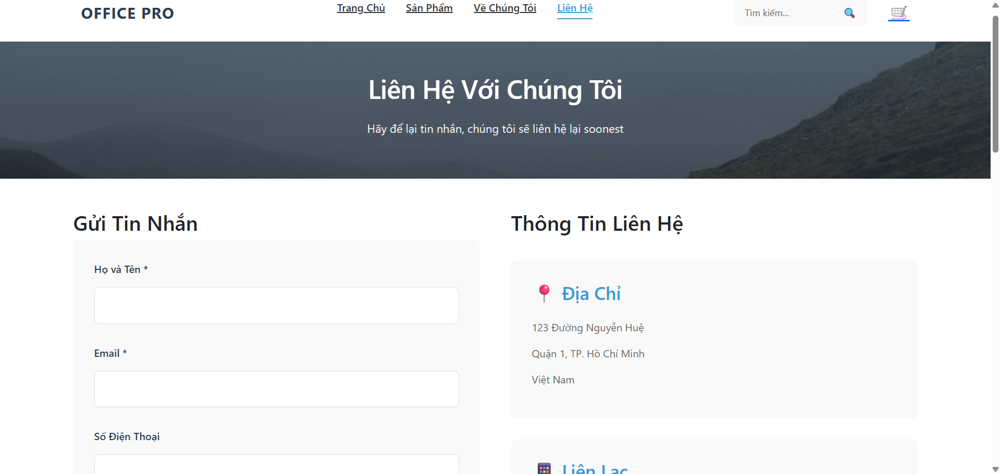 OFFICE PRO
Trang Chủ
Sản Phẩm
Về Chúng Tôi
Liên Hệ
Tìm kiếm...
Liên Hệ Với Chúng Tôi
Hãy để lại tin nhắn, chúng tôi sẽ liên hệ lại soonest
Gửi Tin Nhắn
Họ và Tên *
Email *
Số Điện Thoại
Thông Tin Liên Hệ
Địa Chỉ
123 Đường Nguyễn Huệ
Quận 1, TP. Hồ Chí Minh
Việt Nam
Liên Lạc